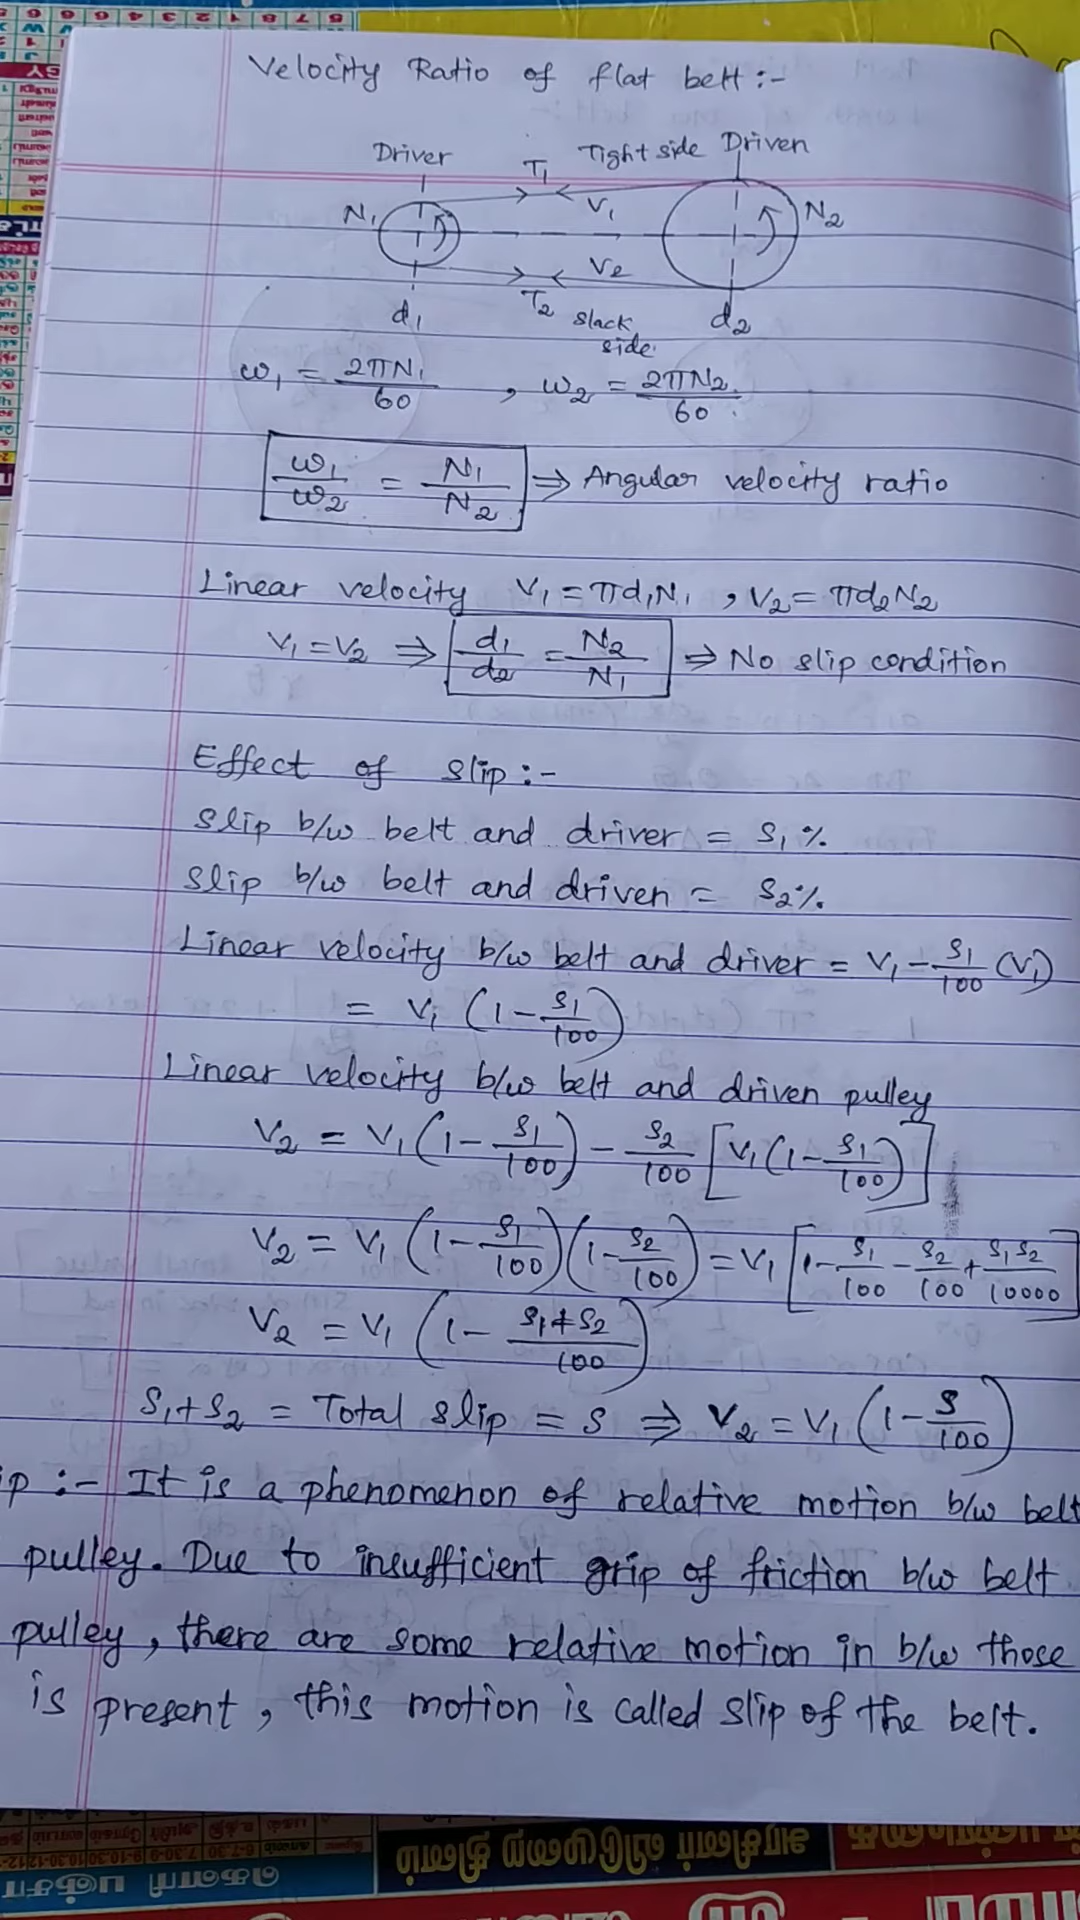 Velocity Ratio of flat belt :-
Driver T1 Tight side Driven
N1 V1 N2
V2
d1 T2 slack side d2
ω1 = 2πN1/60 , ω2 = 2πN2/60
ω1/ω2 = N1/N2 ⇒ Angular velocity ratio
Linear velocity V1 = πd1N1 , V2 = πd2N2
V1 = V2 ⇒ d1/d2 = N2/N1 ⇒ No slip condition
Effect of slip :-
Slip b/w belt and driver = S1 %
Slip b/w belt and driven = S2 %
Linear velocity b/w belt and driver = V1 - S1/100 (V1)
= V1 (1 - S1/100)
Linear velocity b/w belt and driven pulley
V2 = V1 (1 - S1/100) - S2/100 [V1 (1 - S1/100)]
V2 = V1 (1 - S1/100)(1 - S2/100) = V1 [1 - S1/100 - S2/100 + S1S2/10000]
V2 = V1 (1 - S1+S2/100)
S1+S2 = Total slip = S ⇒ V2 = V1 (1 - S/100)
ip :- It is a phenomenon of relative motion b/w belt
pulley. Due to insufficient grip of friction b/w belt
pulley, there are some relative motion in b/w those
is present, this motion is called slip of the belt.